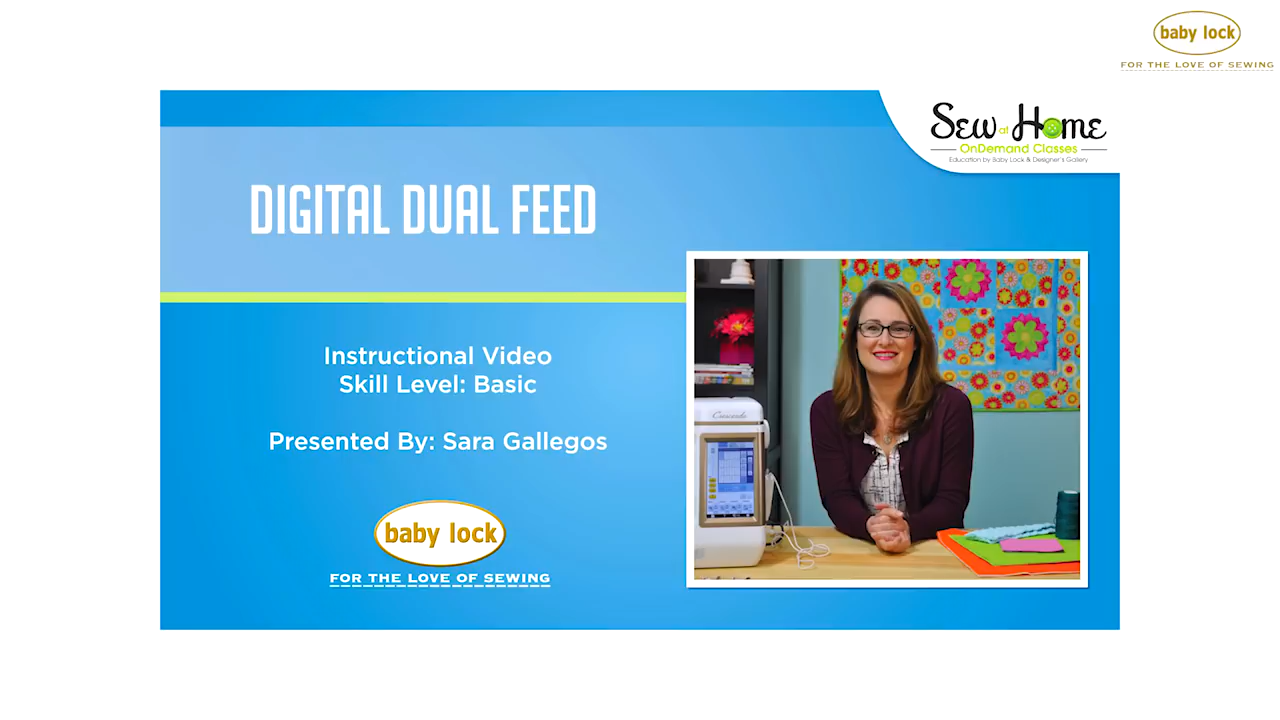 baby lock
FOR THE LOVE OF SEWING
Sew at Home
OnDemand Classes
Education by Baby Lock & Designer's Gallery
DIGITAL DUAL FEED
Instructional Video
Skill Level: Basic
Presented By: Sara Gallegos
Crescendo
baby lock
FOR THE LOVE OF SEWING